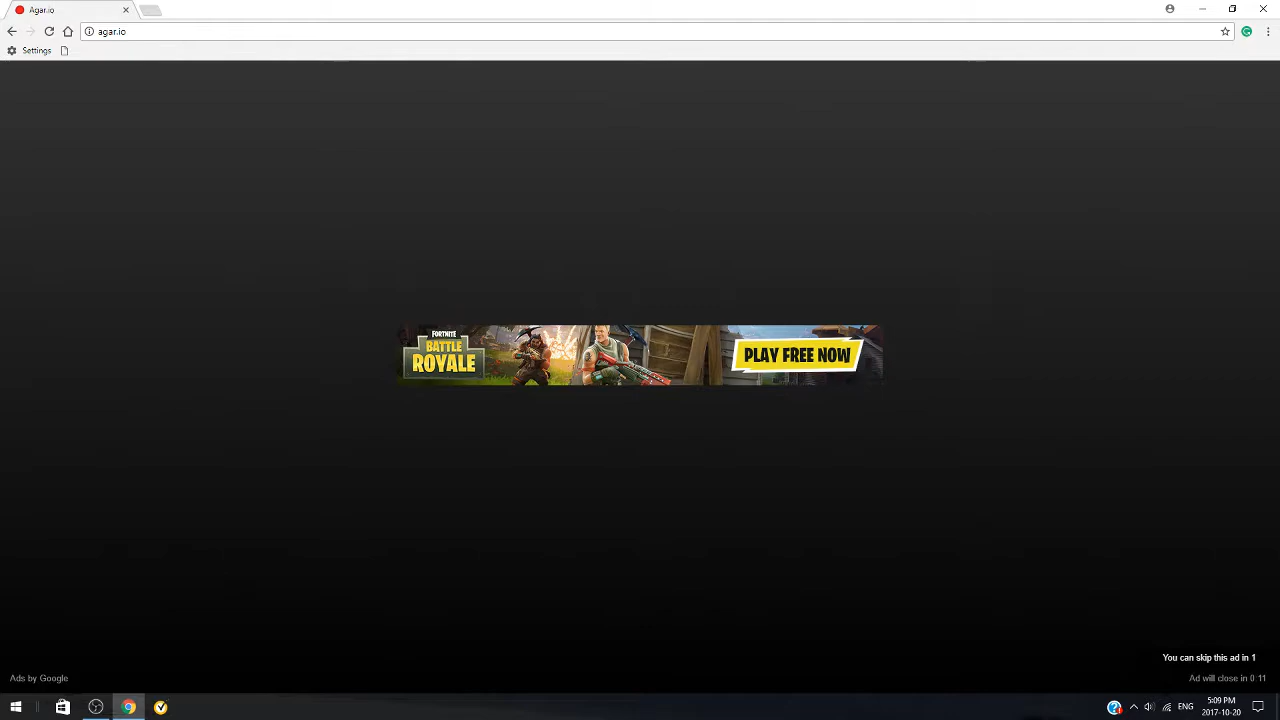 Agar.io
agar.io
Settings
FORTNITE
BATTLE
ROYALE
PLAY FREE NOW
You can skip this ad in 1
Ads by Google
Ad will close in 0:11
ENG
5:09 PM
2017-10-20